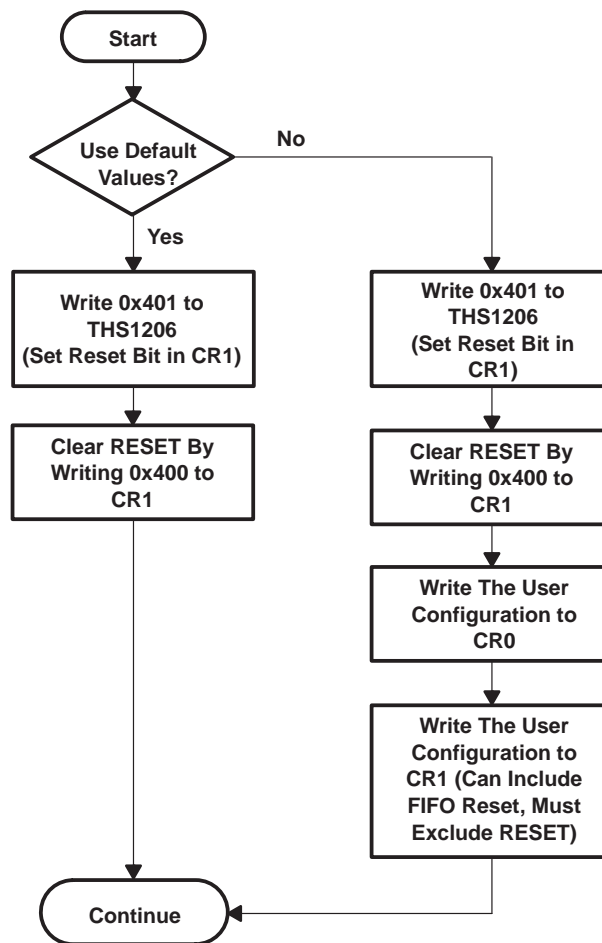 Start
Use Default
Values?
No
Yes
Write 0x401 to
THS1206
(Set Reset Bit in CR1)
Clear RESET By
Writing 0x400 to
CR1
Write 0x401 to
THS1206
(Set Reset Bit in
CR1)
Clear RESET By
Writing 0x400 to
CR1
Write The User
Configuration to
CR0
Write The User
Configuration to
CR1 (Can Include
FIFO Reset, Must
Exclude RESET)
Continue